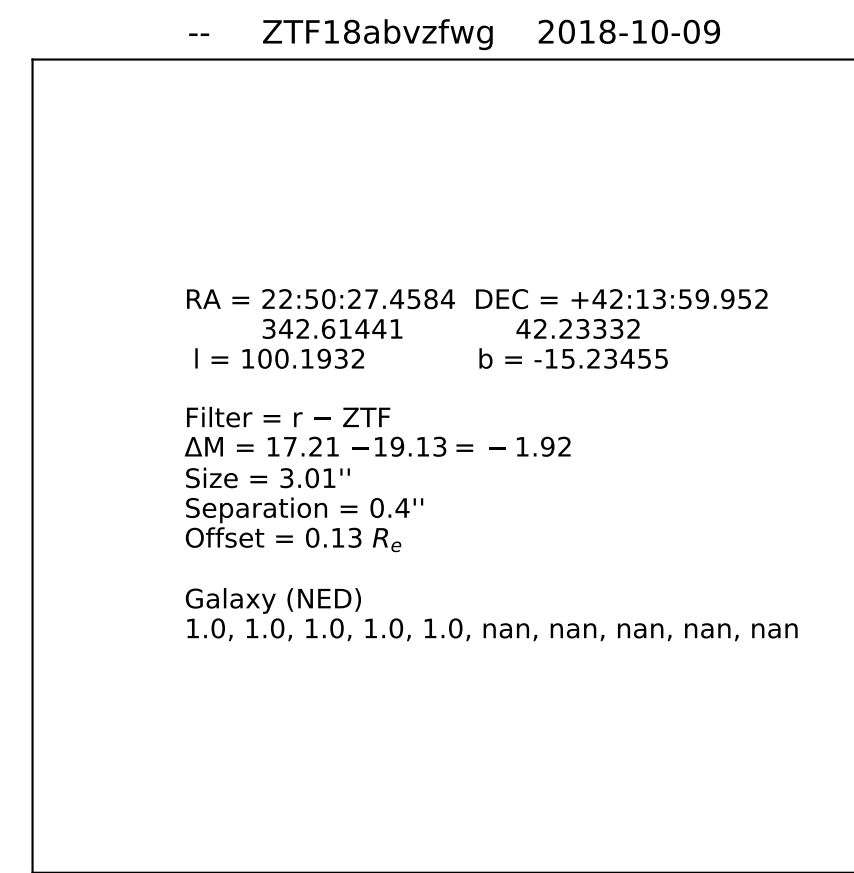 -- ZTF18abvzfwg 2018-10-09
RA = 22:50:27.4584 DEC = +42:13:59.952
342.61441 42.23332
l = 100.1932 b = -15.23455
Filter = r − ZTF
ΔM = 17.21 −19.13 = − 1.92
Size = 3.01''
Separation = 0.4''
Offset = 0.13 Re
Galaxy (NED)
1.0, 1.0, 1.0, 1.0, 1.0, nan, nan, nan, nan, nan